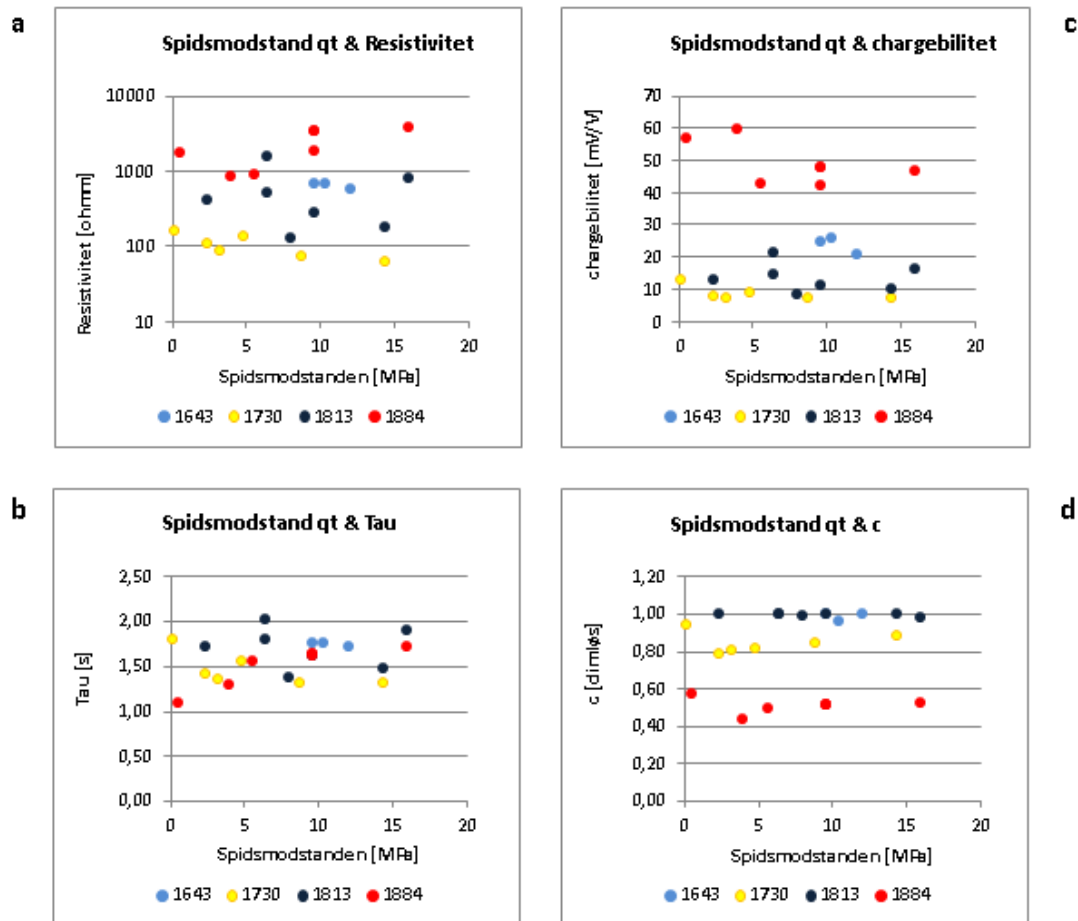 a
Spidsmodstand qt & Resistivitet
10000
1000
100
10
Resistivitet [ohmm]
0 5 10 15 20
Spidsmodstanden [MPa]
1643 1730 1813 1884
c
Spidsmodstand qt & chargebilitet
70
60
50
40
30
20
10
0
chargebilitet [mV/V]
0 5 10 15 20
Spidsmodstanden [MPa]
1643 1730 1813 1884
b
Spidsmodstand qt & Tau
2,50
2,00
1,50
1,00
0,50
0,00
Tau [s]
0 5 10 15 20
Spidsmodstanden [MPa]
1643 1730 1813 1884
d
Spidsmodstand qt & c
1,20
1,00
0,80
0,60
0,40
0,20
0,00
c [dimløs]
0 5 10 15 20
Spidsmodstanden [MPa]
1643 1730 1813 1884